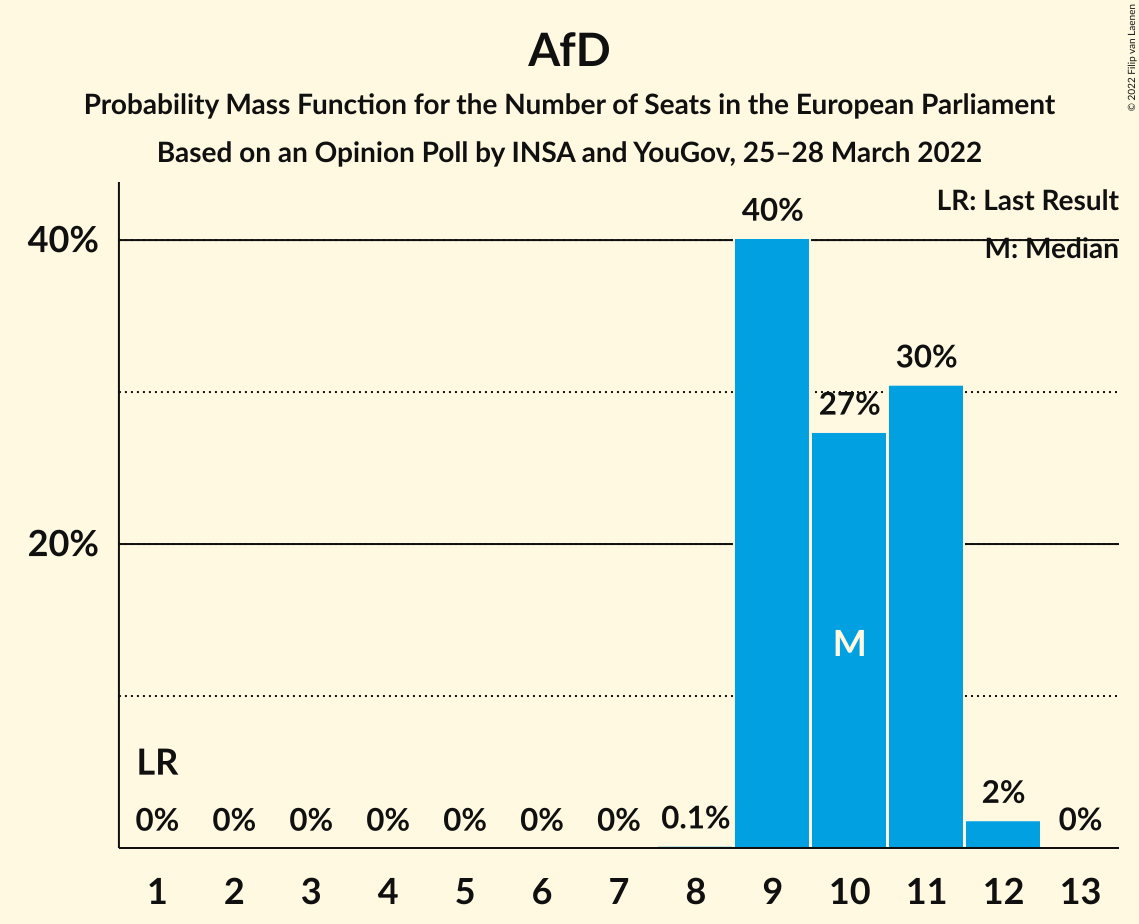 AfD
Probability Mass Function for the Number of Seats in the European Parliament
Based on an Opinion Poll by INSA and YouGov, 25–28 March 2022
© 2022 Filip van Laenen
LR: Last Result
M: Median
40%
20%
40%
27%
30%
M
LR
0% 0% 0% 0% 0% 0% 0% 0.1% 2% 0%
1 2 3 4 5 6 7 8 9 10 11 12 13